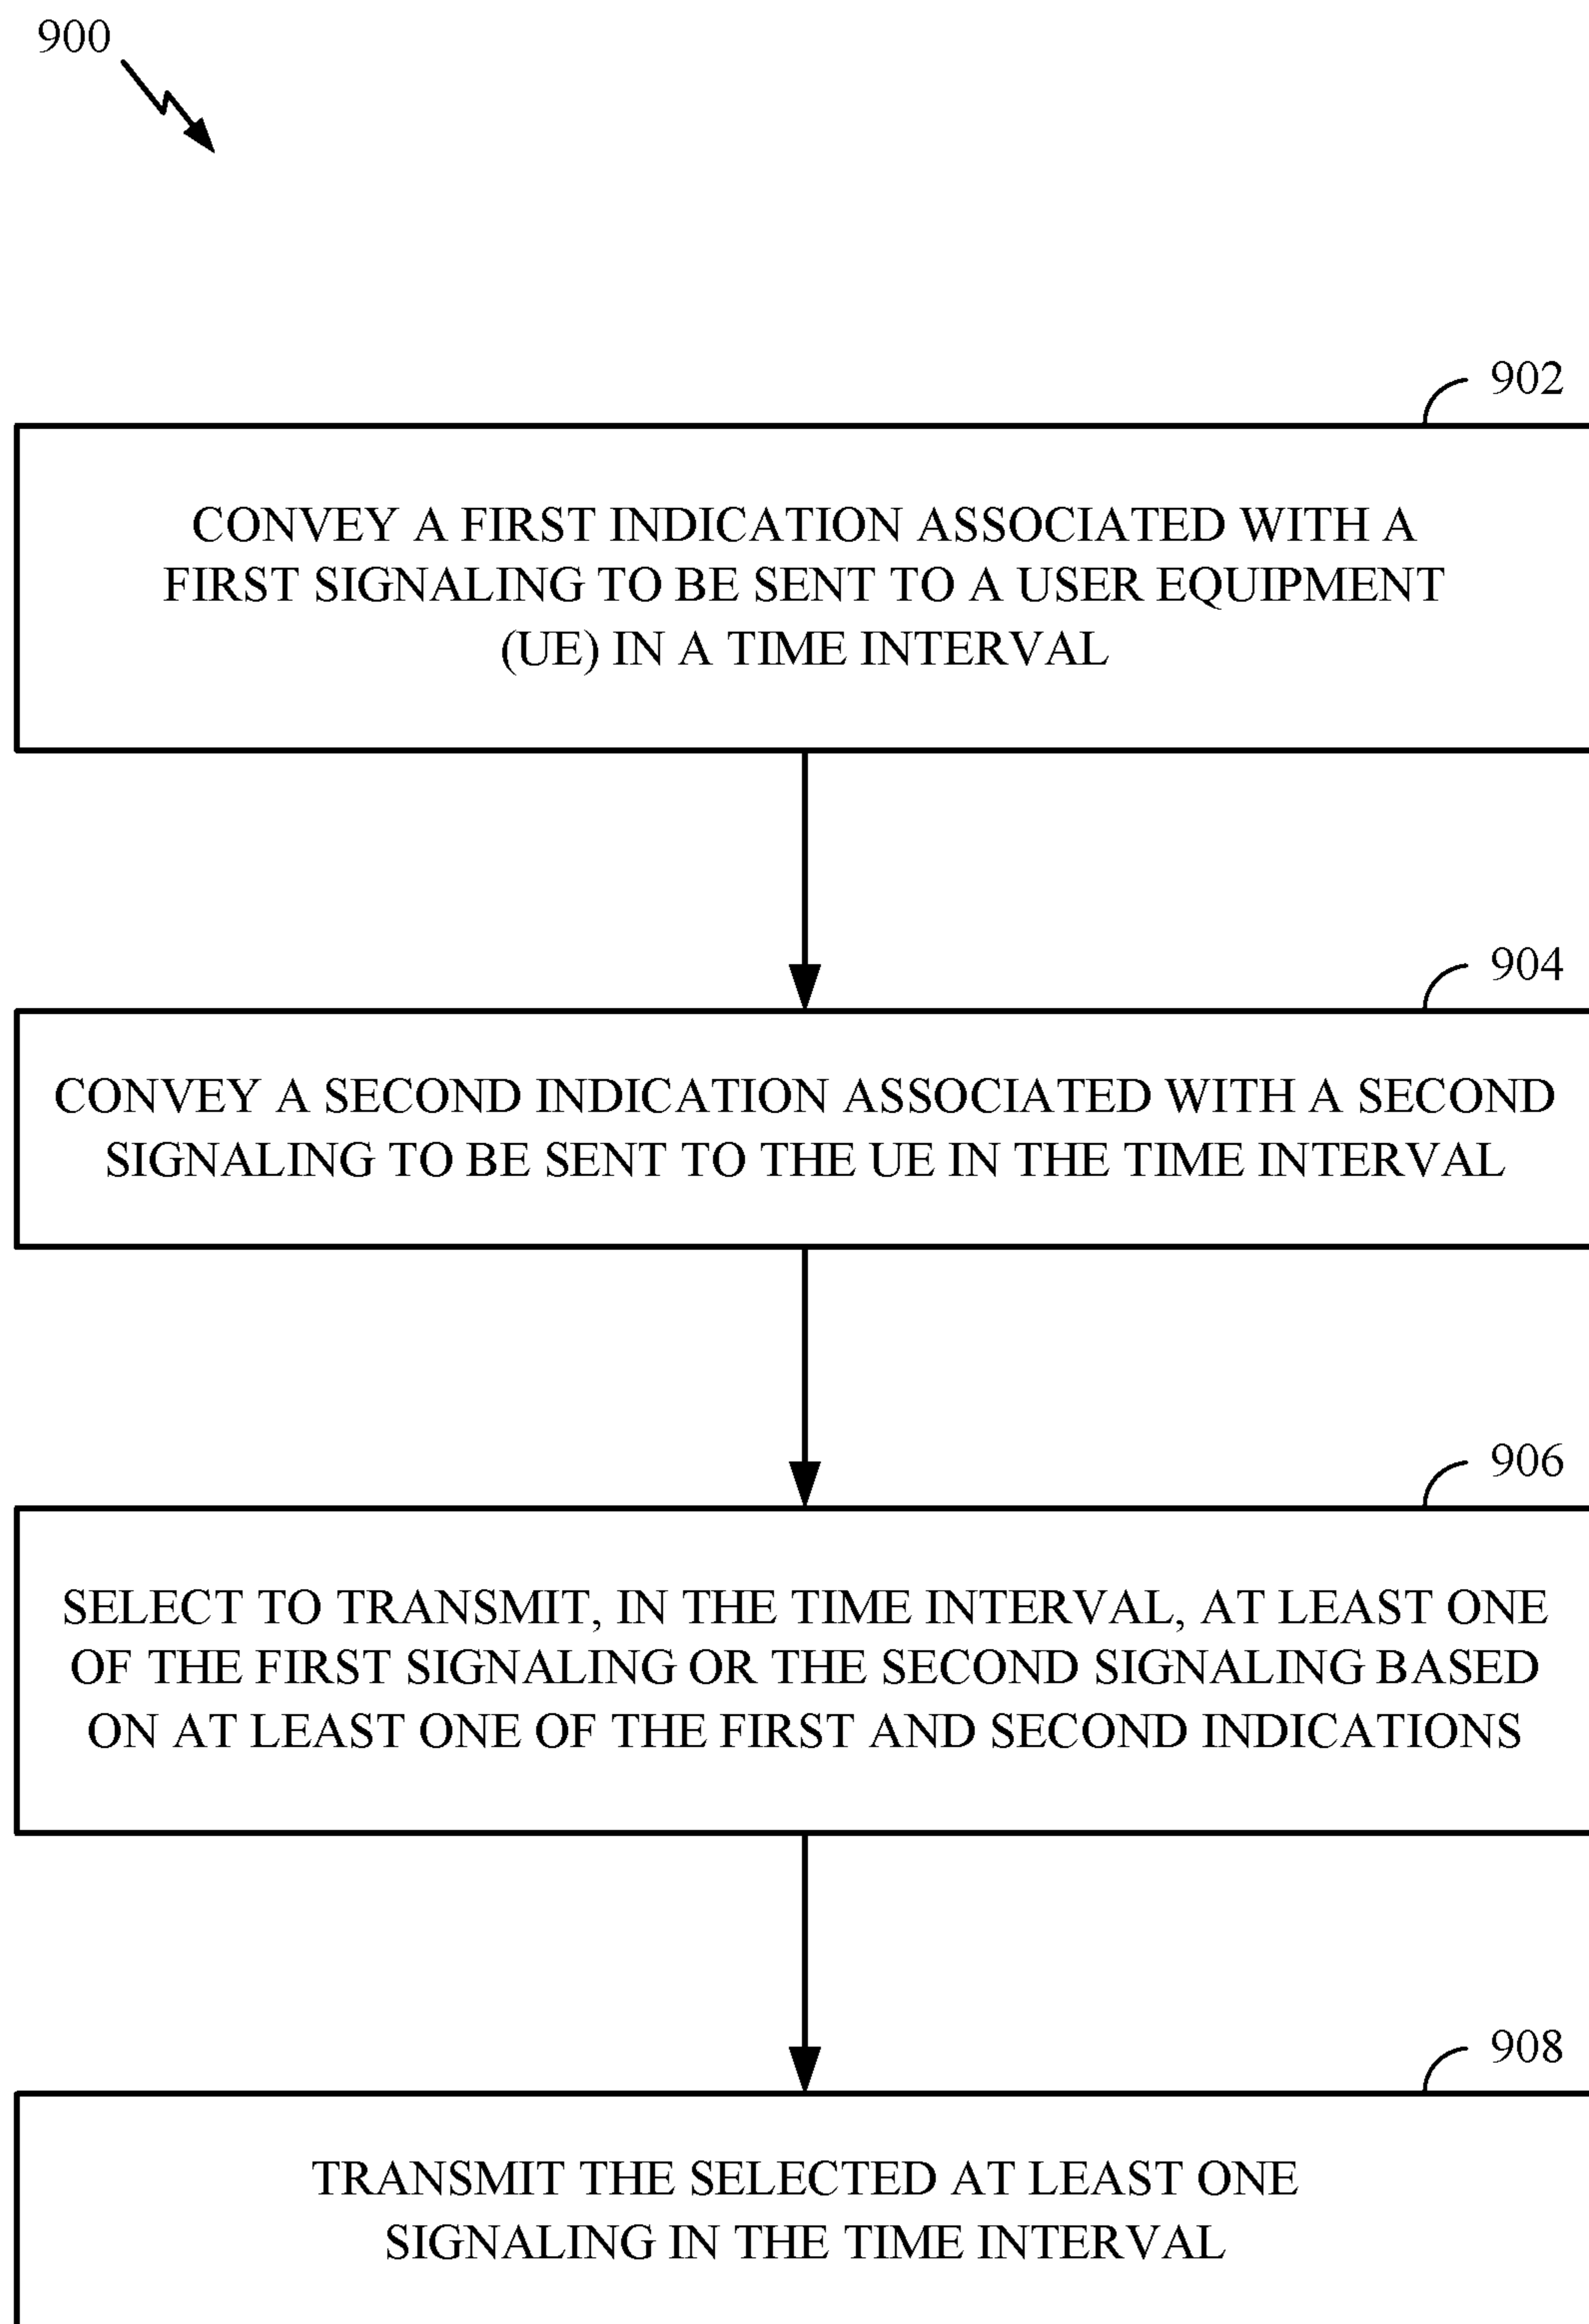 900
902
CONVEY A FIRST INDICATION ASSOCIATED WITH A
FIRST SIGNALING TO BE SENT TO A USER EQUIPMENT
(UE) IN A TIME INTERVAL
904
CONVEY A SECOND INDICATION ASSOCIATED WITH A SECOND
SIGNALING TO BE SENT TO THE UE IN THE TIME INTERVAL
906
SELECT TO TRANSMIT, IN THE TIME INTERVAL, AT LEAST ONE
OF THE FIRST SIGNALING OR THE SECOND SIGNALING BASED
ON AT LEAST ONE OF THE FIRST AND SECOND INDICATIONS
908
TRANSMIT THE SELECTED AT LEAST ONE
SIGNALING IN THE TIME INTERVAL